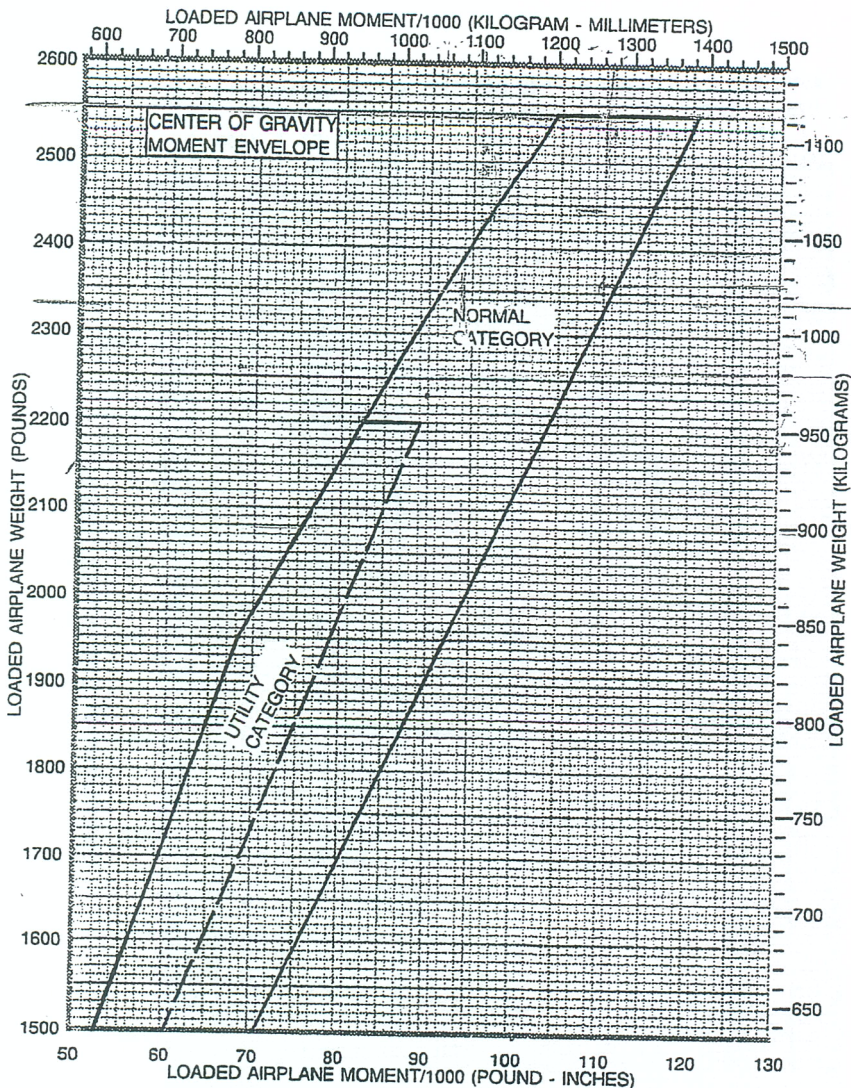 LOADED AIRPLANE MOMENT/1000 (KILOGRAM - MILLIMETERS)
600 700 800 900 1000 1100 1200 1300 1400 1500
2600
CENTER OF GRAVITY
MOMENT ENVELOPE
2500
1100
2400
1050
NORMAL
CATEGORY
2300
1000
2200
950
LOADED AIRPLANE WEIGHT (POUNDS)
LOADED AIRPLANE WEIGHT (KILOGRAMS)
2100
900
2000
850
UTILITY
CATEGORY
1900
800
1800
750
1700
700
1600
650
1500
50 60 70 80 90 100 110 120 130
LOADED AIRPLANE MOMENT/1000 (POUND - INCHES)